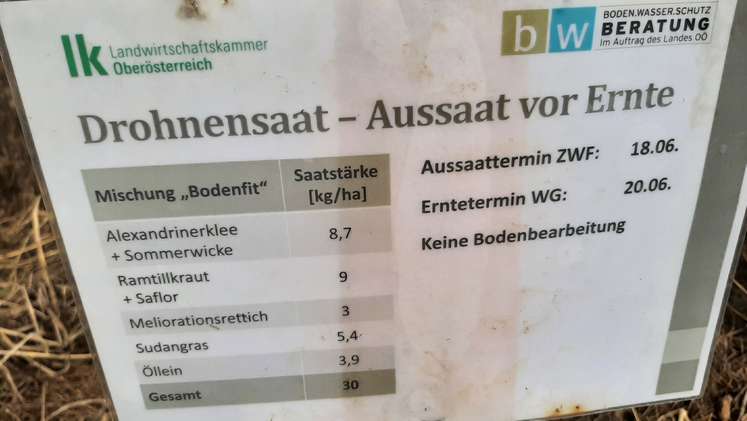 lk Landwirtschaftskammer
Oberösterreich
bw
BODEN.WASSER.SCHUTZ
BERATUNG
Im Auftrag des Landes OÖ
Drohnensaat – Aussaat vor Ernte
Mischung „Bodenfit" Saatstärke
[kg/ha]
Alexandrinerklee
+ Sommerwicke 8,7
Ramtillkraut
+ Saflor 9
Meliorationsrettich 3
Sudangras 5,4
Öllein 3,9
Gesamt 30
Aussaattermin ZWF: 18.06.
Erntetermin WG: 20.06.
Keine Bodenbearbeitung